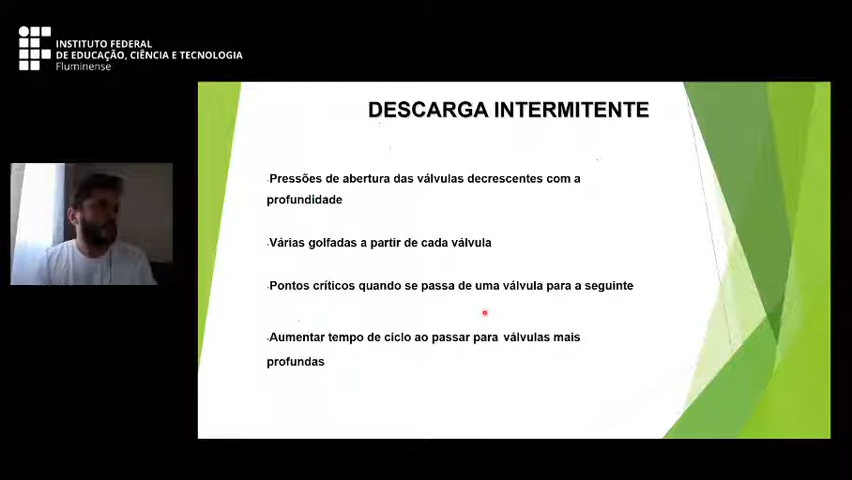 INSTITUTO FEDERAL
DE EDUCAÇÃO, CIÊNCIA E TECNOLOGIA
Fluminense
DESCARGA INTERMITENTE
Pressões de abertura das válvulas decrescentes com a
profundidade
Várias golfadas a partir de cada válvula
Pontos críticos quando se passa de uma válvula para a seguinte
Aumentar tempo de ciclo ao passar para válvulas mais
profundas